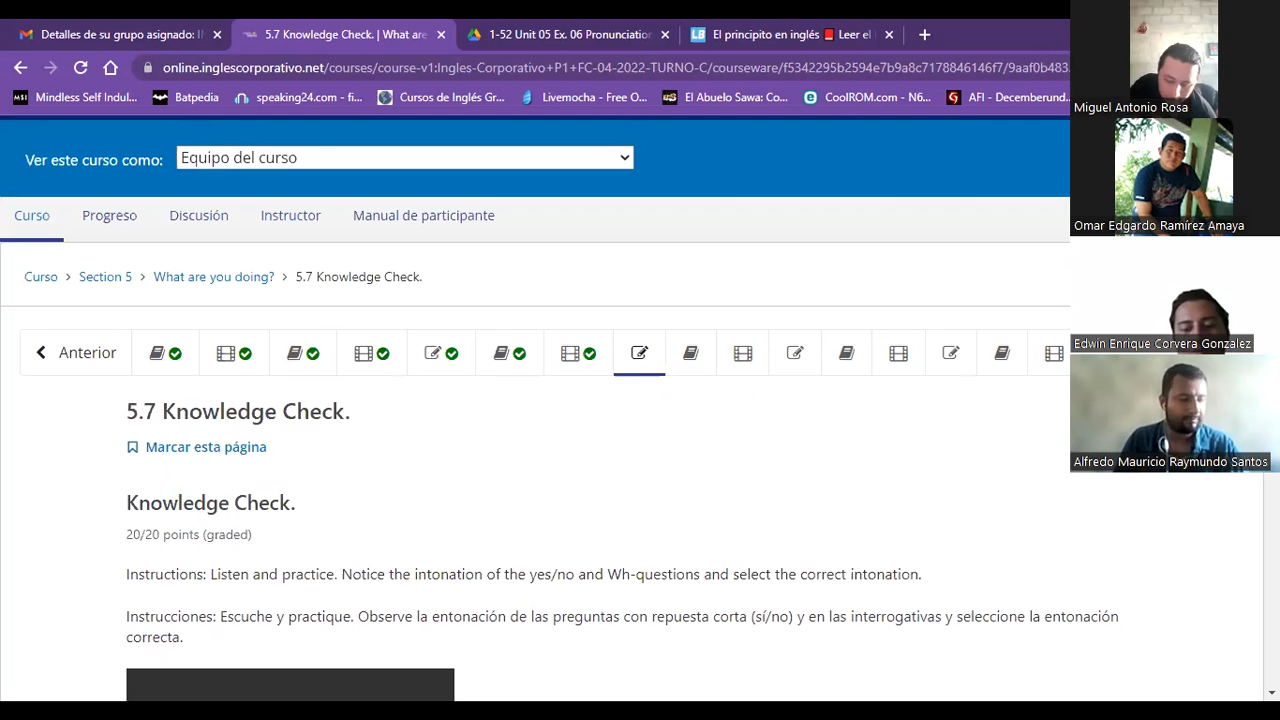 Detalles de su grupo asignado: I
5.7 Knowledge Check. | What are
1-52 Unit 05 Ex. 06 Pronunciation
LB El principito en inglés Leer el
online.inglescorporativo.net/courses/course-v1:Ingles-Corporativo+P1+FC-04-2022-TURNO-C/courseware/f5342295b2594e7b9a8c7178846146f7/9aaf0b483
Mindless Self Indul...
Batpedia
speaking24.com - fi...
Cursos de Inglés Gr...
Livemocha - Free O...
El Abuelo Sawa: Co...
CoolROM.com - N6...
AFI - Decemberund
Ver este curso como: Equipo del curso
Curso Progreso Discusión Instructor Manual de participante
Curso > Section 5 > What are you doing? > 5.7 Knowledge Check.
Anterior
5.7 Knowledge Check.
Marcar esta página
Knowledge Check.
20/20 points (graded)
Instructions: Listen and practice. Notice the intonation of the yes/no and Wh-questions and select the correct intonation.
Instrucciones: Escuche y practique. Observe la entonación de las preguntas con repuesta corta (sí/no) y en las interrogativas y seleccione la entonación
correcta.
Miguel Antonio Rosa
Omar Edgardo Ramírez Amaya
Edwin Enrique Corvera Gonzalez
Alfredo Mauricio Raymundo Santos